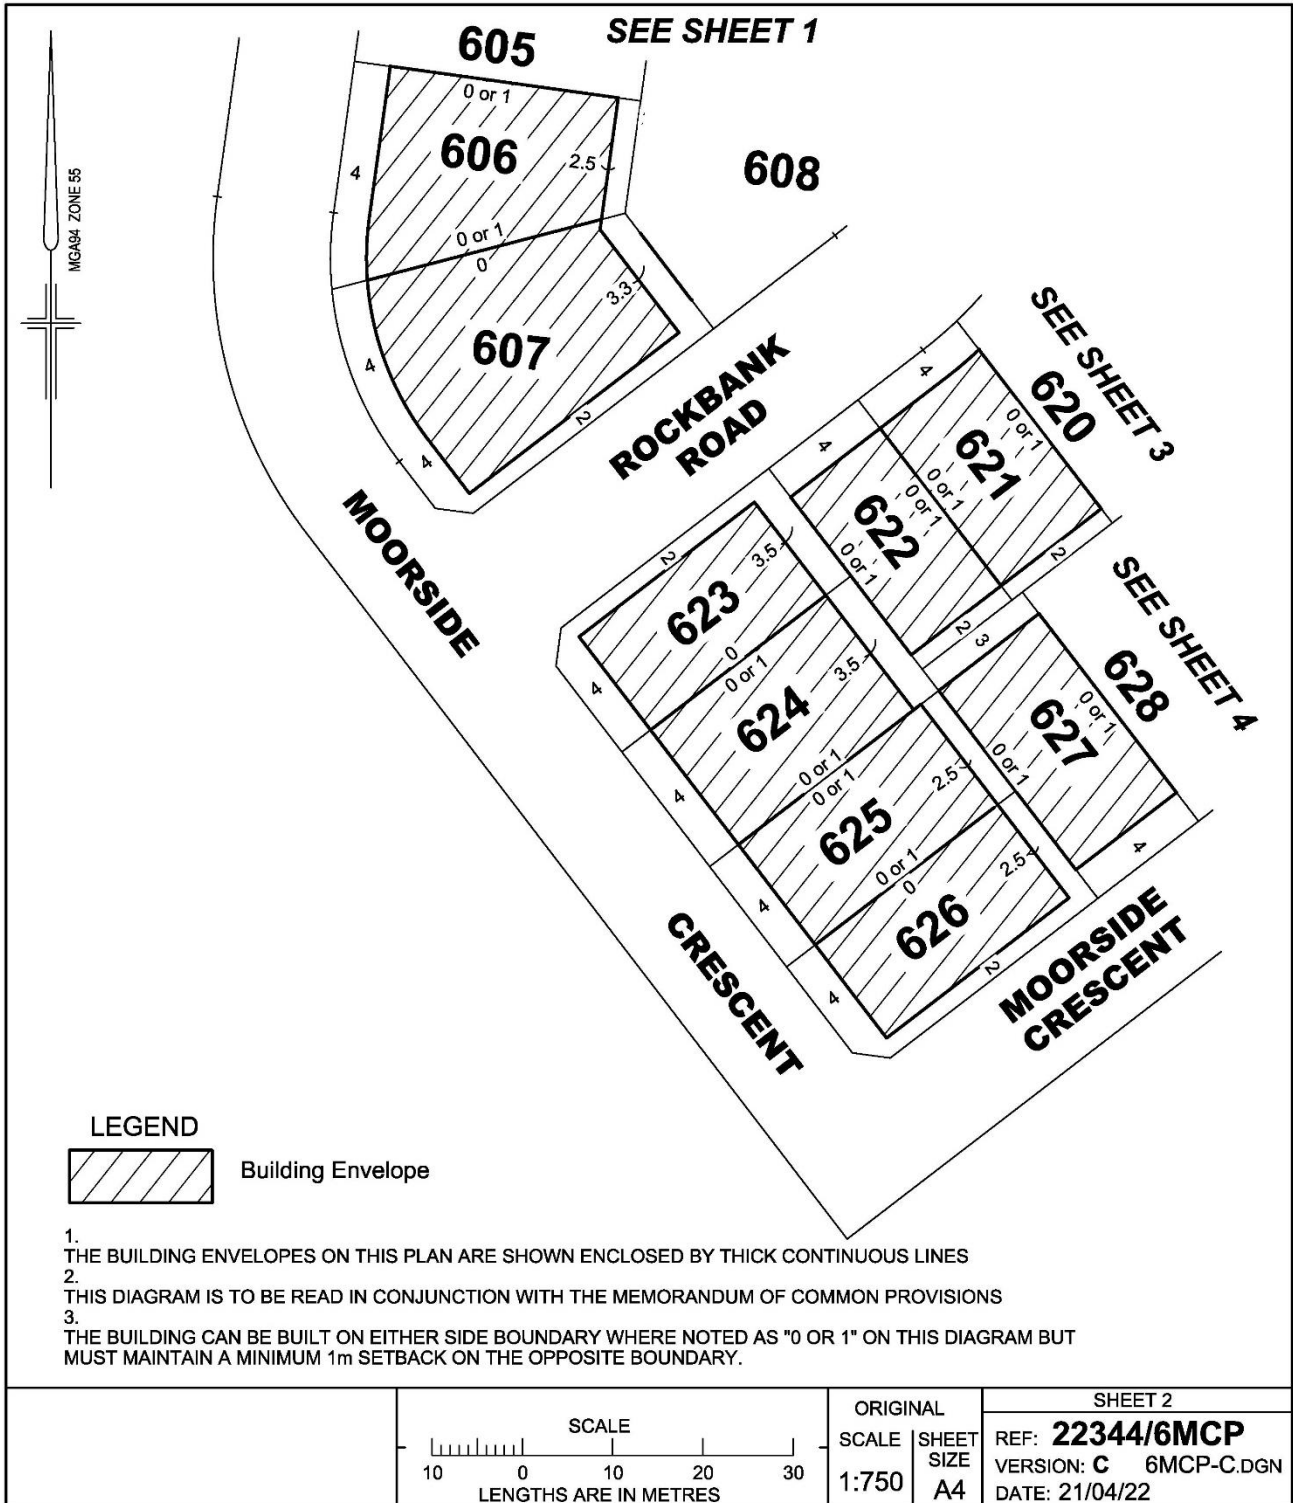 605
SEE SHEET 1
0 or 1
606
2.5
4
608
MGA94 ZONE 55
0 or 1
0
3.3
607
4
2
4
ROCKBANK
ROAD
MOORSIDE
SEE SHEET 3
620
4
0 or 1
621
0 or 1
2
4
0 or 1
622
0 or 1
2
SEE SHEET 4
2
3.5
623
0
4
0 or 1
3.5
624
0 or 1
4
3
628
0 or 1
627
0 or 1
4
0 or 1
2.5
625
0 or 1
4
0
2.5
626
2
4
CRESCENT
MOORSIDE
CRESCENT
LEGEND
Building Envelope
1.
THE BUILDING ENVELOPES ON THIS PLAN ARE SHOWN ENCLOSED BY THICK CONTINUOUS LINES
2.
THIS DIAGRAM IS TO BE READ IN CONJUNCTION WITH THE MEMORANDUM OF COMMON PROVISIONS
3.
THE BUILDING CAN BE BUILT ON EITHER SIDE BOUNDARY WHERE NOTED AS "0 OR 1" ON THIS DIAGRAM BUT
MUST MAINTAIN A MINIMUM 1m SETBACK ON THE OPPOSITE BOUNDARY.
SCALE
10 0 10 20 30
LENGTHS ARE IN METRES
ORIGINAL
SCALE
1:750
SHEET
SIZE
A4
SHEET 2
REF: 22344/6MCP
VERSION: C 6MCP-C.DGN
DATE: 21/04/22